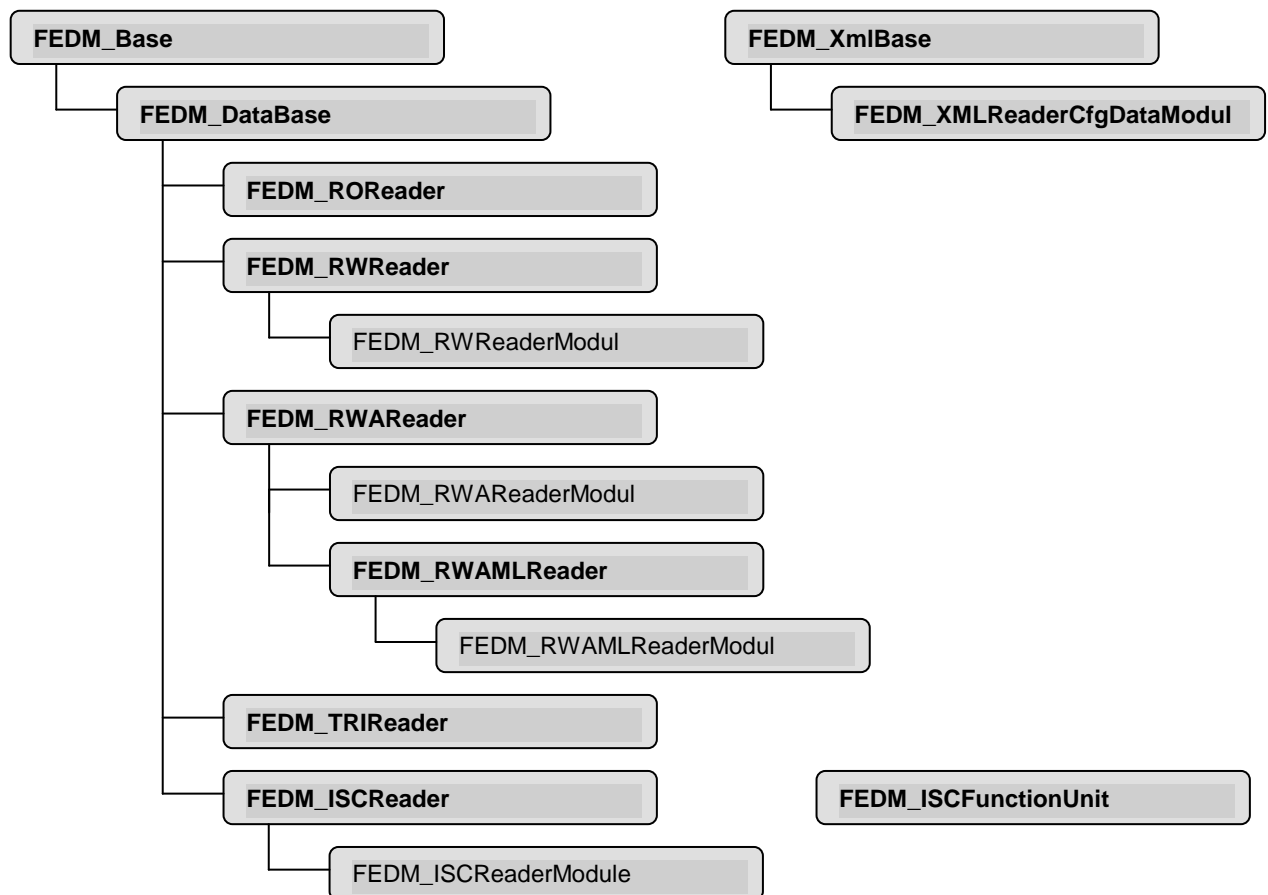 FEDM_Base
FEDM_XmlBase
FEDM_DataBase
FEDM_XMLReaderCfgDataModul
FEDM_ROReader
FEDM_RWReader
FEDM_RWReaderModul
FEDM_RWAReader
FEDM_RWAReaderModul
FEDM_RWAMLReader
FEDM_RWAMLReaderModul
FEDM_TRIReader
FEDM_ISCReader
FEDM_ISCFunctionUnit
FEDM_ISCReaderModule